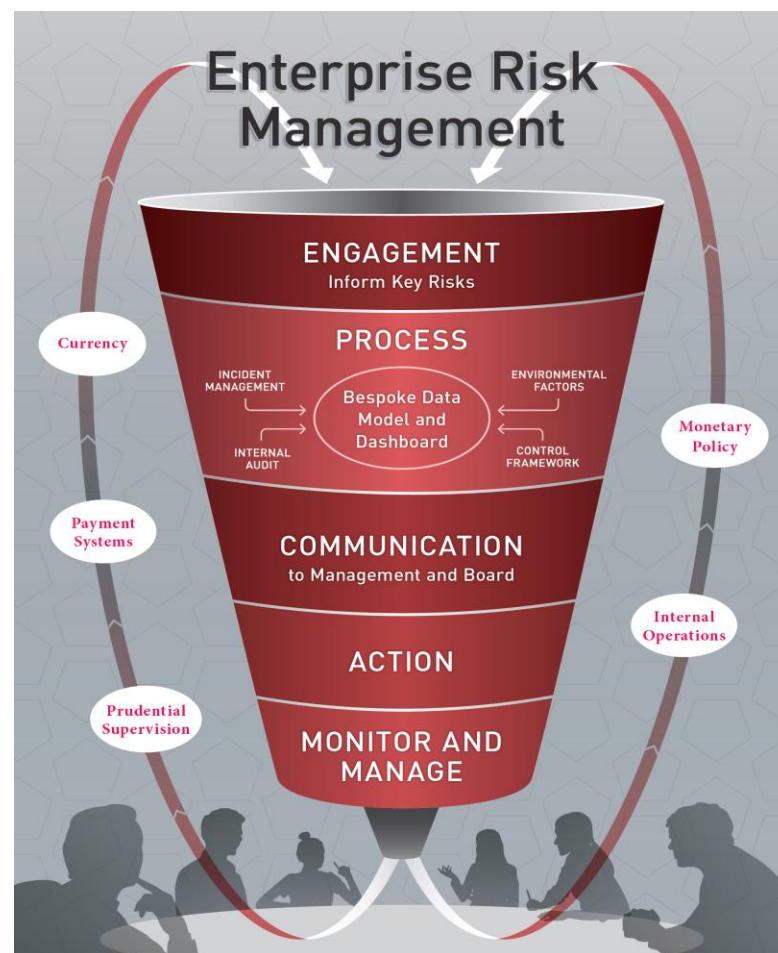 Enterprise Risk
Management
ENGAGEMENT
Inform Key Risks
PROCESS
INCIDENT
MANAGEMENT
ENVIRONMENTAL
FACTORS
Bespoke Data
Model and
Dashboard
INTERNAL
AUDIT
CONTROL
FRAMEWORK
COMMUNICATION
to Management and Board
ACTION
MONITOR AND
MANAGE
Currency
Payment
Systems
Prudential
Supervision
Monetary
Policy
Internal
Operations